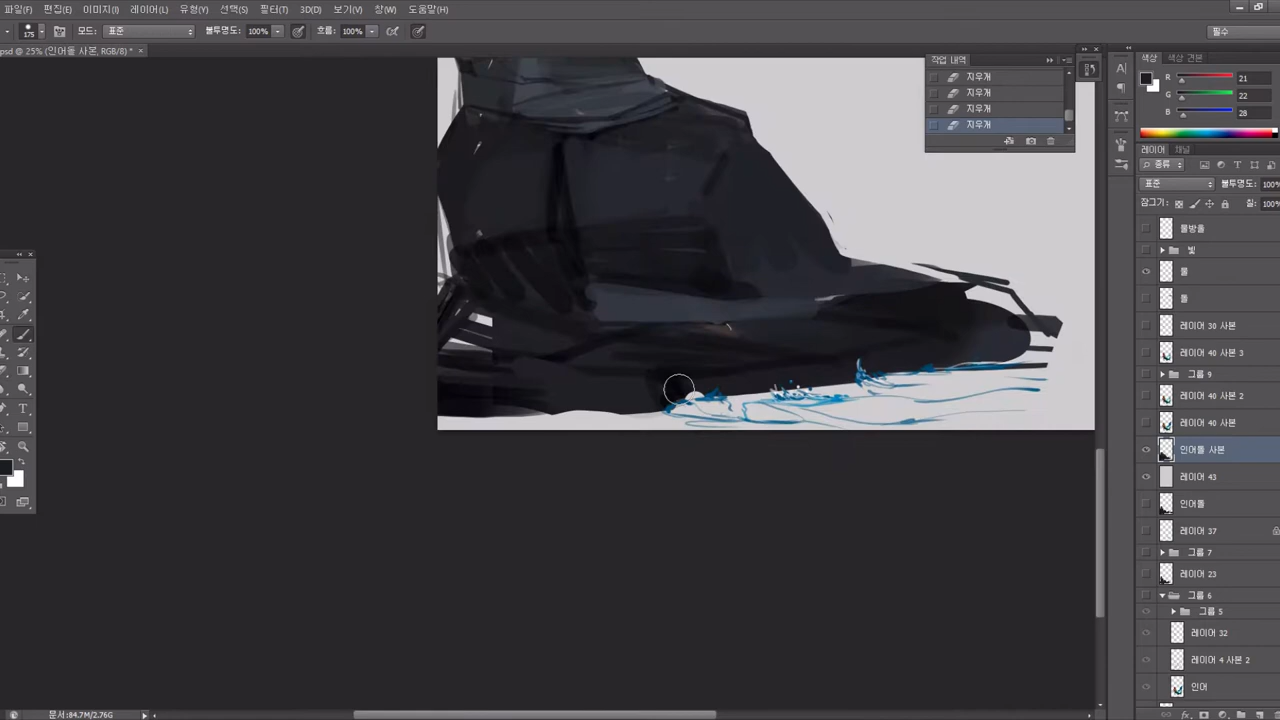 파일(F) 편집(E) 이미지(I) 레이어(L) 유형(Y) 선택(S) 필터(T) 3D(D) 보기(V) 창(W) 도움말(H)
175 모드: 표준 불투명도: 100% 흐름: 100% 필수
psd @ 25% (인어돌 사본, RGB/8) * ×
작업 내역
지우개
지우개
지우개
지우개
색상 색상 견본
R 21
G 22
B 28
레이어 채널
종류
표준 불투명도: 100%
잠그기: 칠: 100%
물방울
빛
물
돌
레이어 30 사본
레이어 40 사본 3
그룹 9
레이어 40 사본 2
레이어 40 사본
인어돌 사본
레이어 43
인어돌
레이어 37
그룹 7
레이어 23
그룹 6
그룹 5
레이어 32
레이어 4 사본 2
인어
문서:84.7M/2.76G